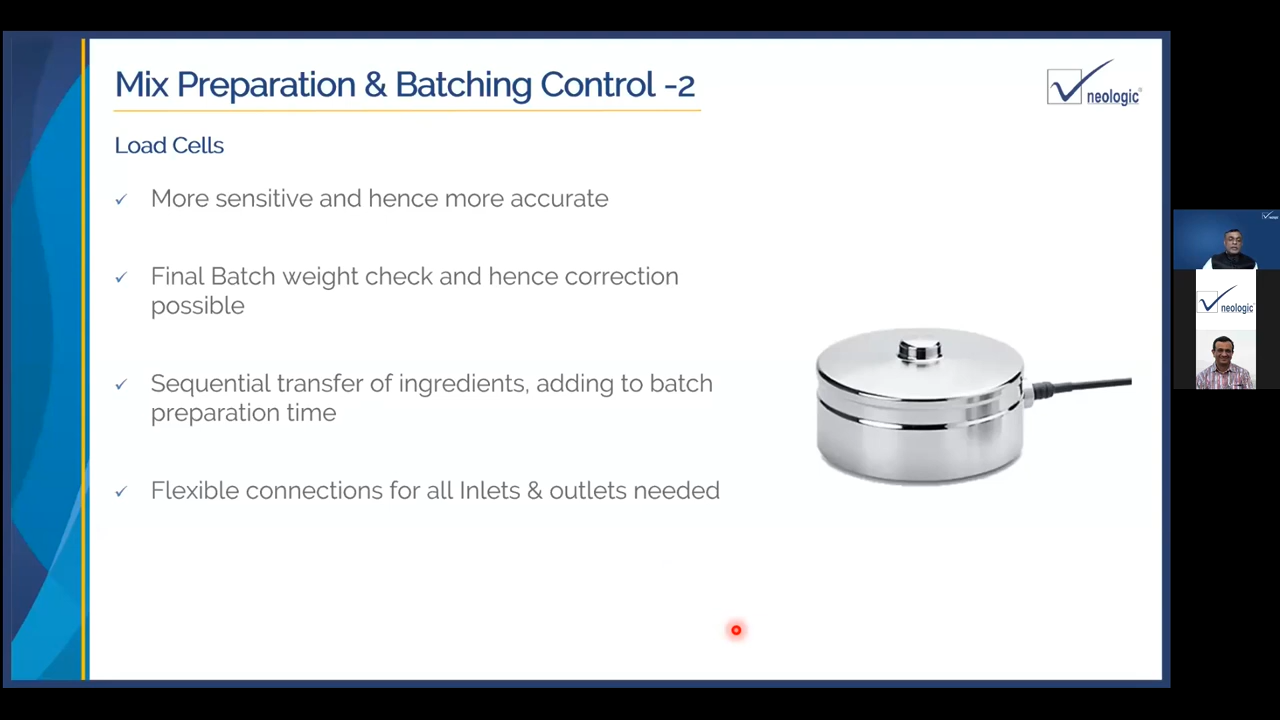 Mix Preparation & Batching Control -2
neologic
Load Cells
More sensitive and hence more accurate
Final Batch weight check and hence correction
possible
Sequential transfer of ingredients, adding to batch
preparation time
Flexible connections for all Inlets & outlets needed
neologic